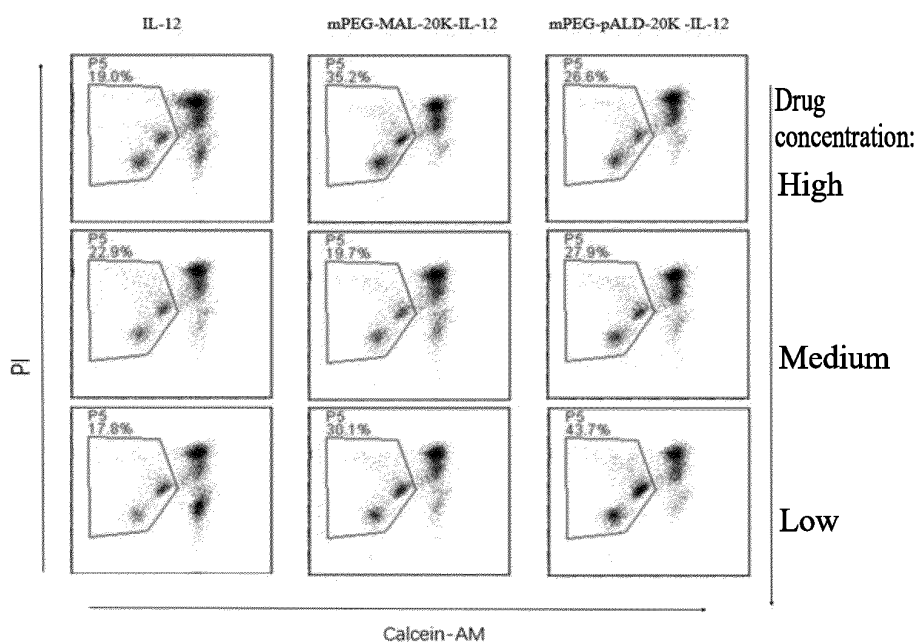 IL-12 mPEG-MAL-20K-IL-12 mPEG-pALD-20K -IL-12
P5 P5 P5
19.0% 35.2% 26.6%
Drug
concentration:
High
P5 P5 P5
22.9% 19.7% 27.9%
Medium
P5 P5 P5
17.8% 30.1% 43.7%
Low
PI
Calcein-AM